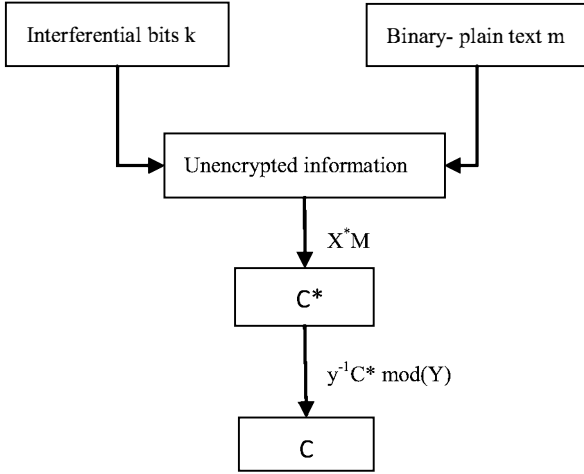 Interferential bits k
Binary- plain text m
Unencrypted information
X*M
C*
y⁻¹C* mod(Y)
C